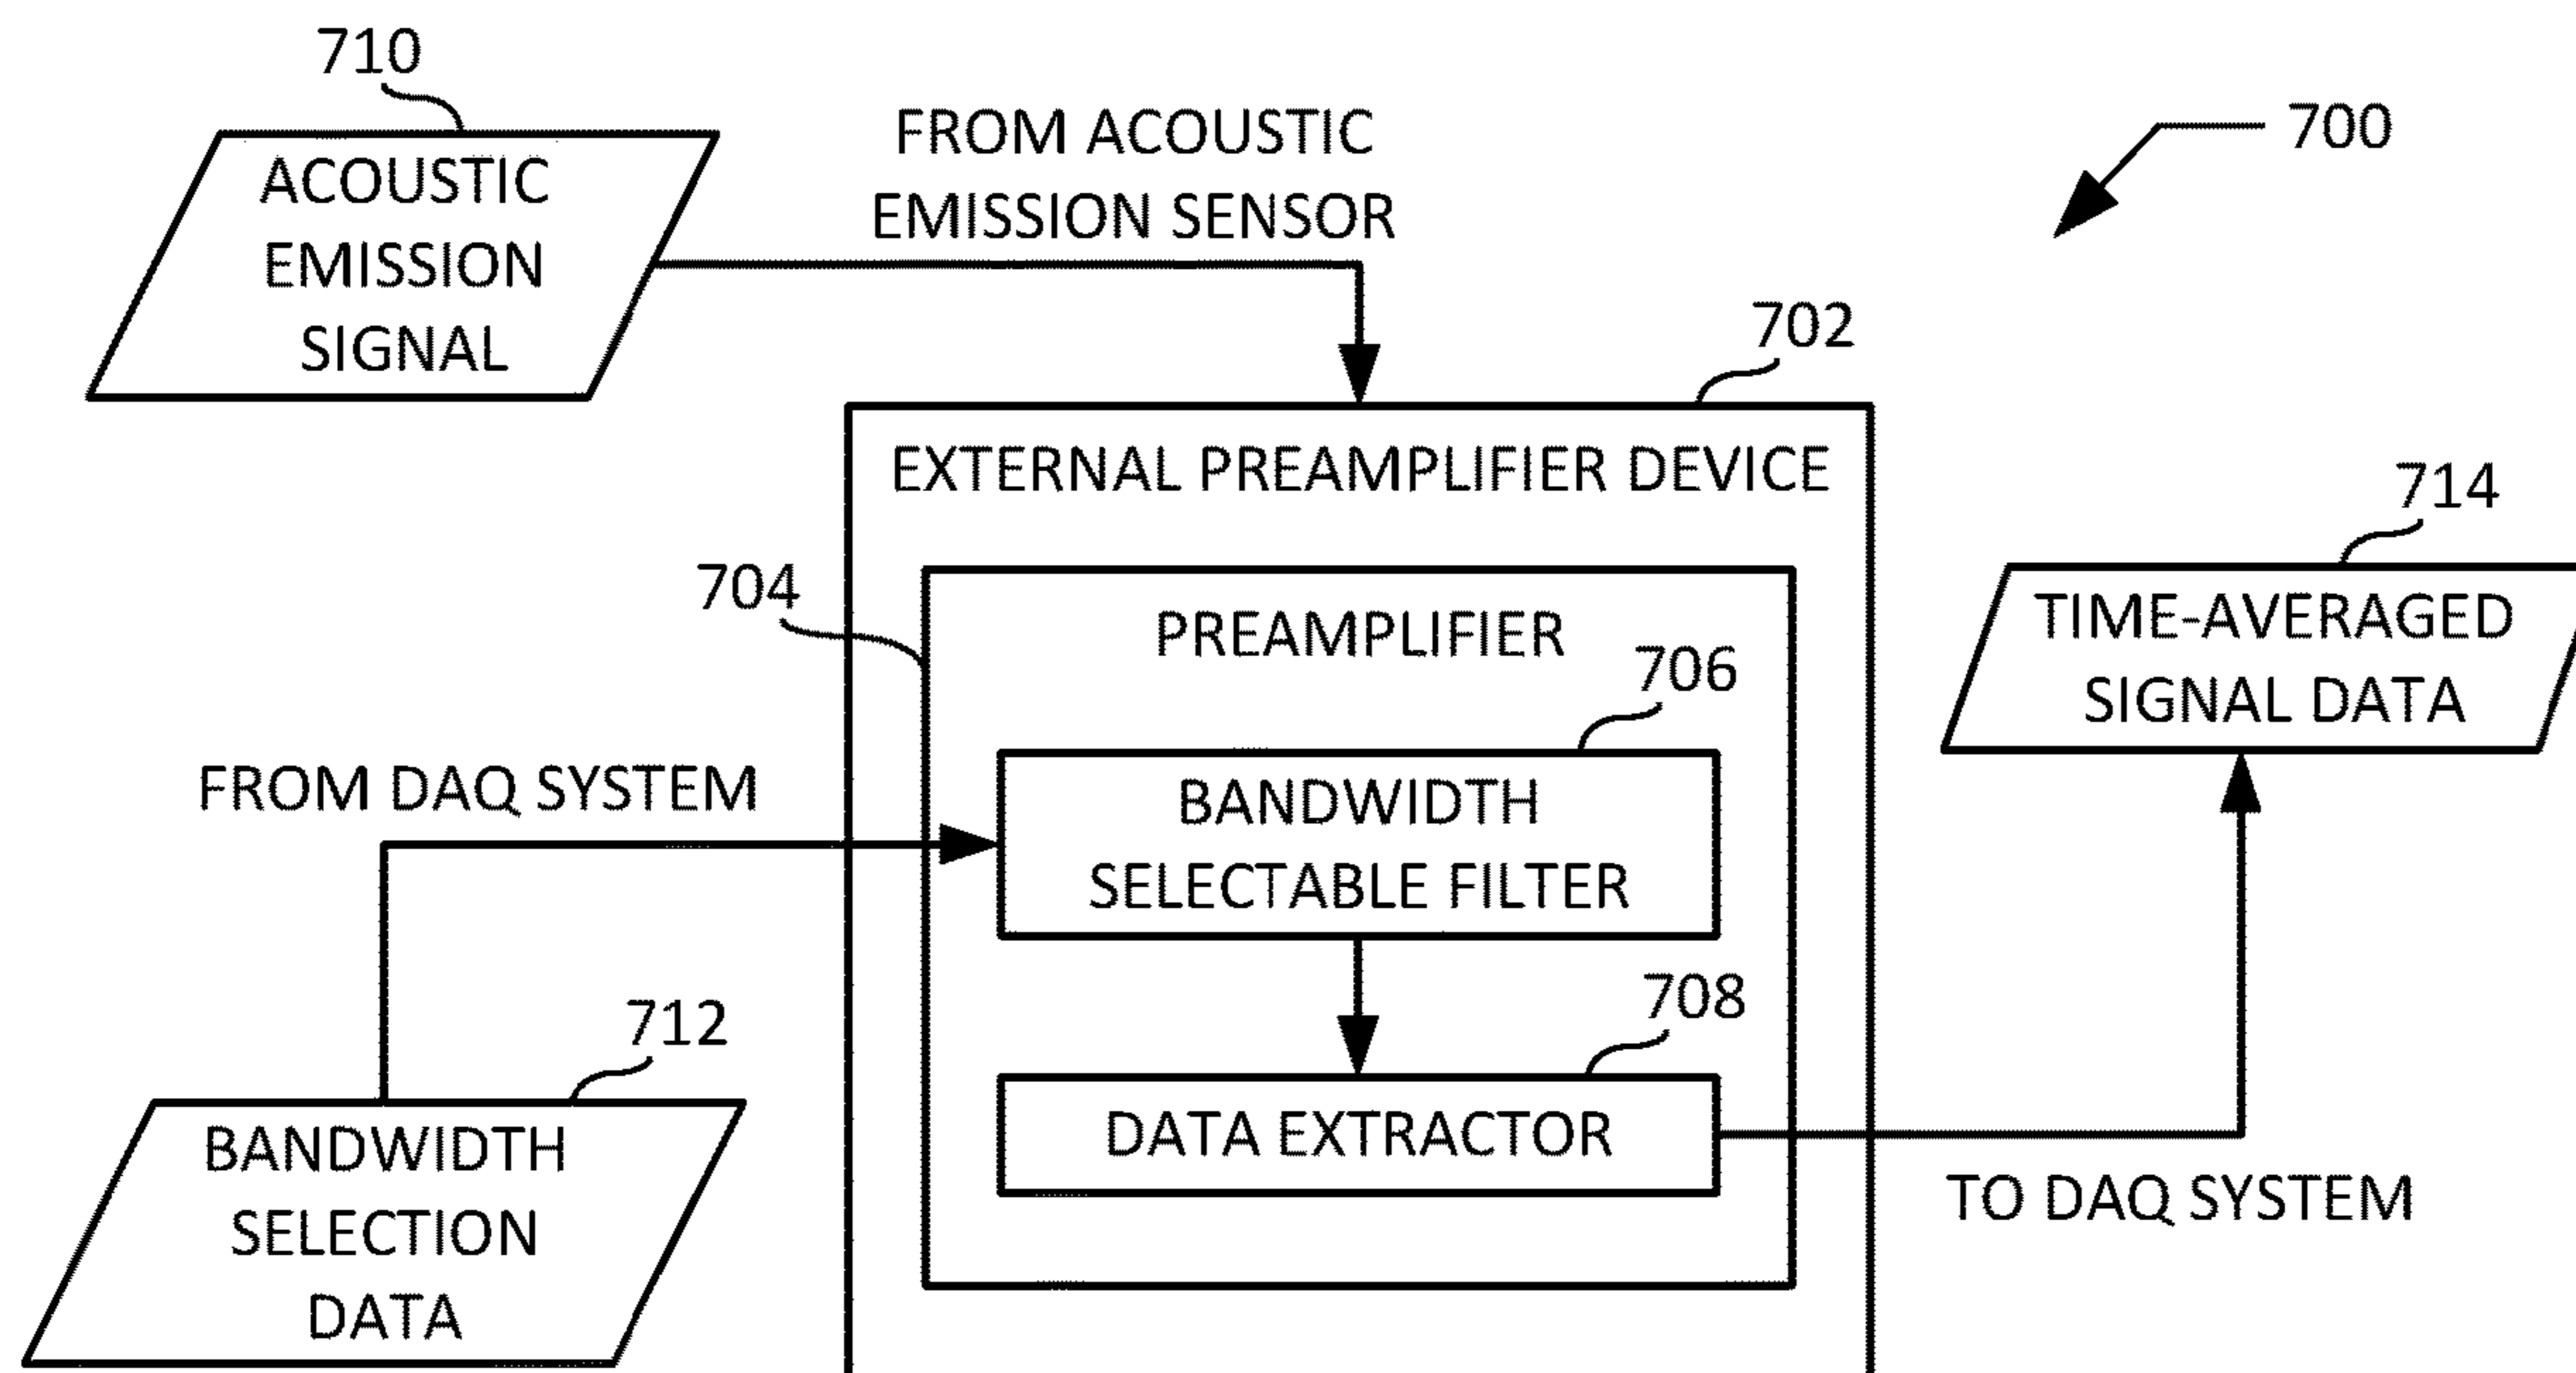 710
ACOUSTIC
EMISSION
SIGNAL
FROM ACOUSTIC
EMISSION SENSOR
700
702
EXTERNAL PREAMPLIFIER DEVICE
704
PREAMPLIFIER
706
BANDWIDTH
SELECTABLE FILTER
708
DATA EXTRACTOR
714
TIME-AVERAGED
SIGNAL DATA
FROM DAQ SYSTEM
712
BANDWIDTH
SELECTION
DATA
TO DAQ SYSTEM